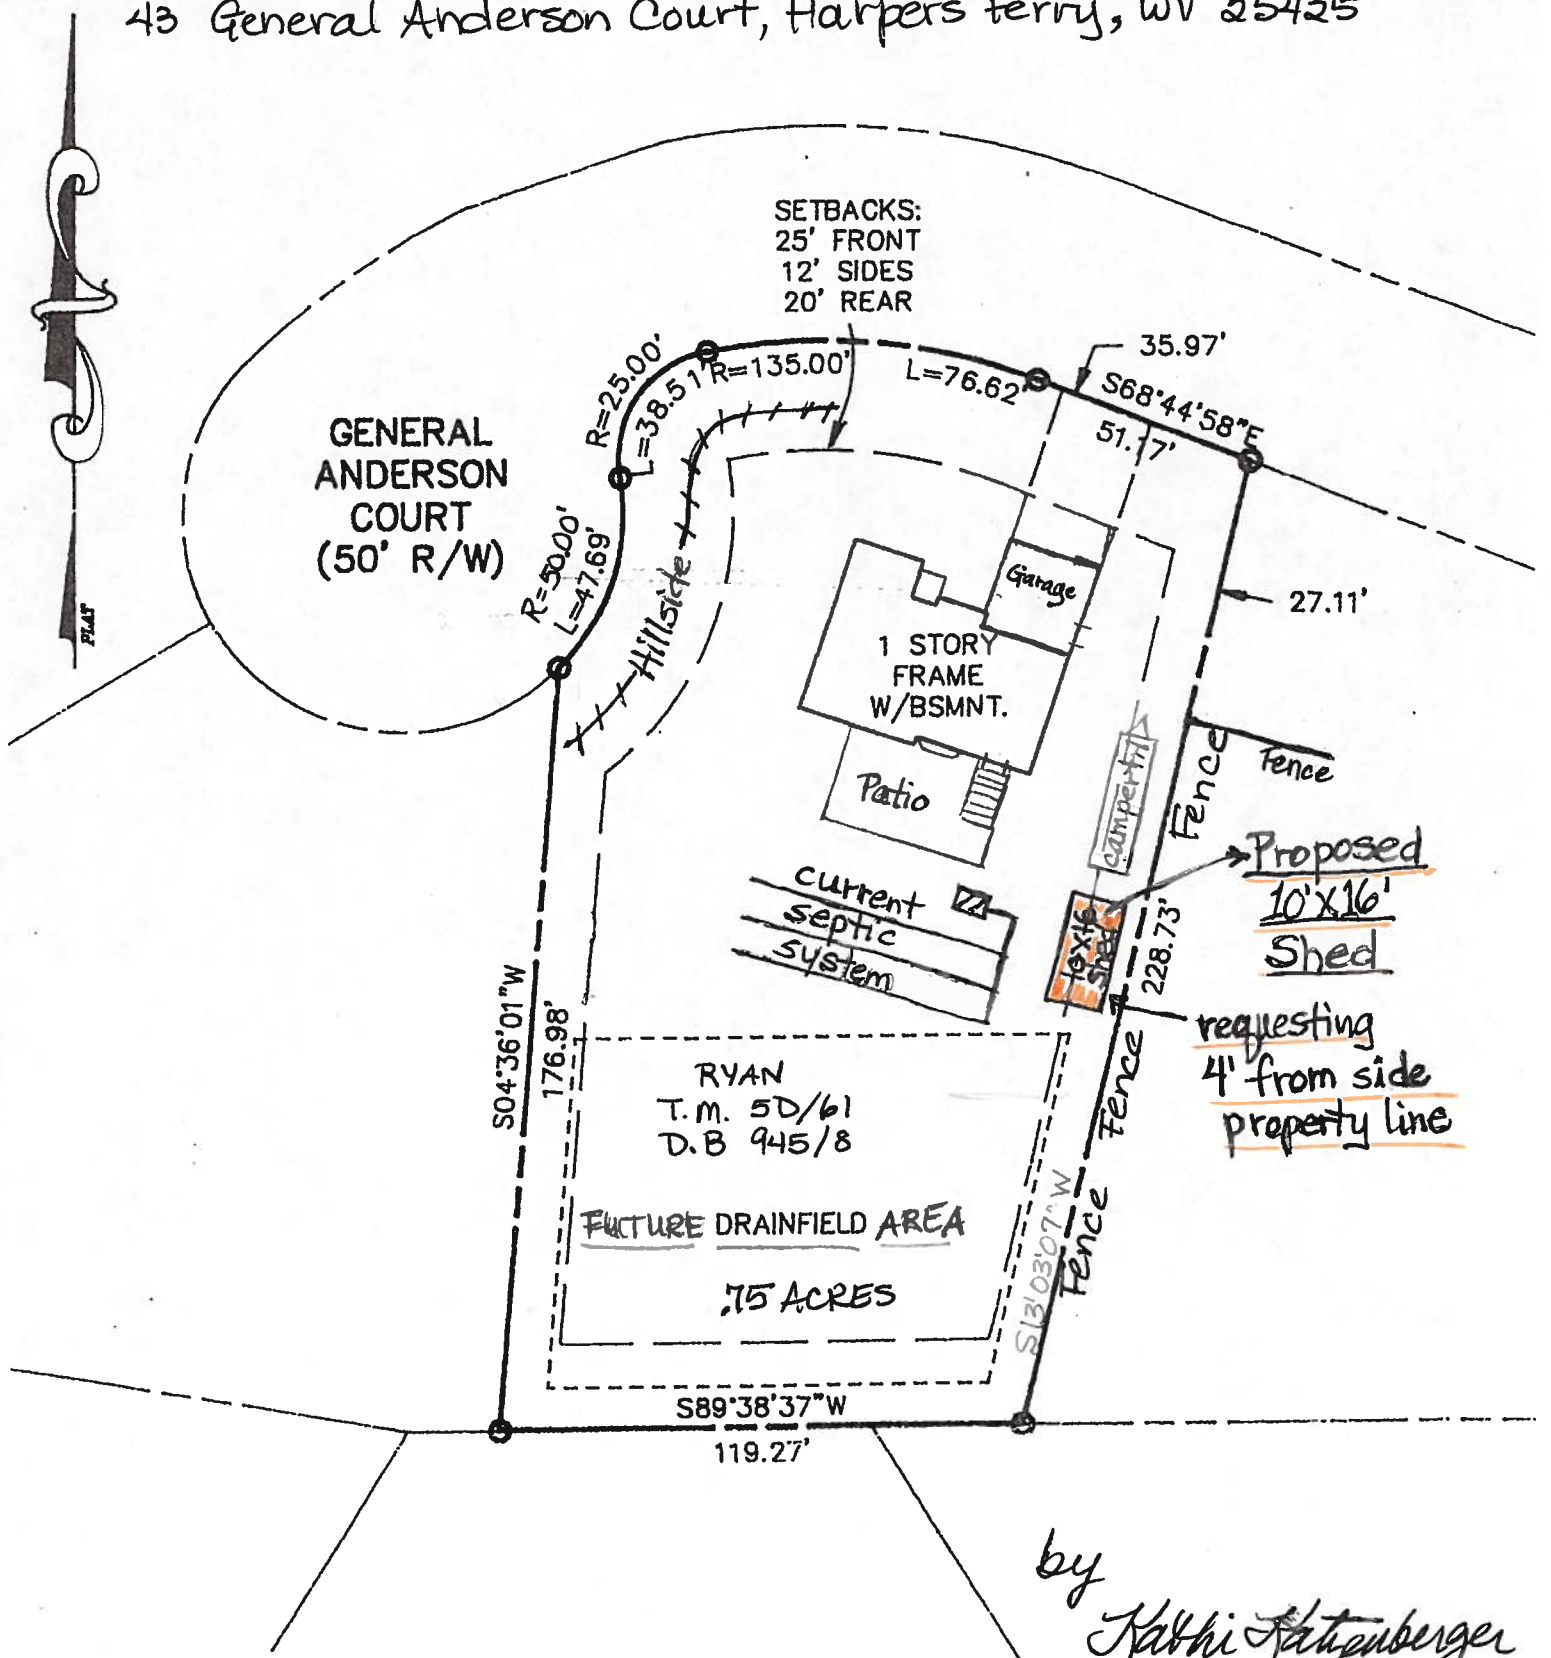 43 General Anderson Court, Harpers Ferry, WV 25425
SETBACKS:
25' FRONT
12' SIDES
20' REAR
35.97'
R=25.00'
L=38.51'
R=135.00'
L=76.62'
S68°44'58"E
51.17'
GENERAL
ANDERSON
COURT
(50' R/W)
R=50.00'
L=47.69'
Hillside
PLAT
Garage
27.11'
1 STORY
FRAME
W/BSMNT.
Fence
Fence
Patio
Proposed
10'X16'
Shed
current
septic
system
10X16
Shed
228.73'
S04°36'01"W
176.98'
requesting
4' from side
property line
Fence
RYAN
T.M. 5D/61
D.B 945/8
FUTURE DRAINFIELD AREA
S13°03'07"W
Fence
.75 ACRES
S89°38'37"W
119.27'
by
Kathi Katzenberger